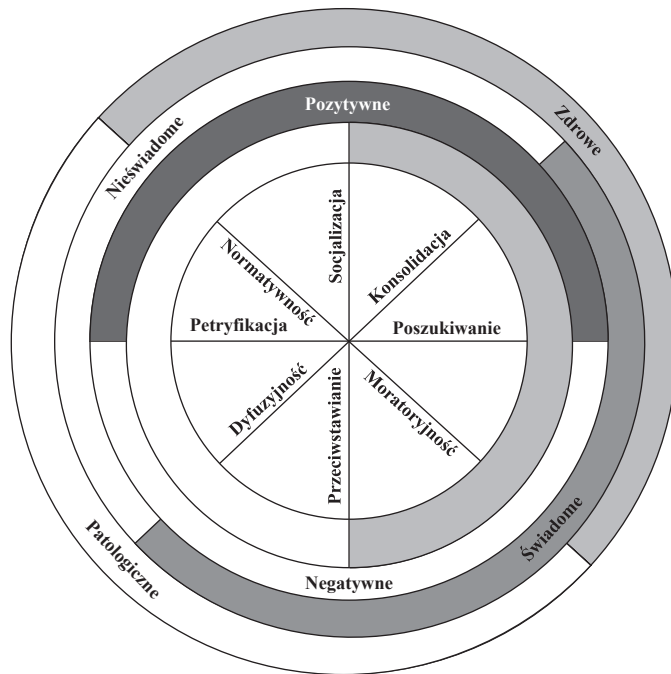 Pozytywne
Zdrowe
Nieświadome
Socjalizacja
Konsolidacja
Normatywność
Petryfikacja
Poszukiwanie
Dyfuzyjność
Przeciwstawianie
Moratoryjność
Świadome
Patologiczne
Negatywne